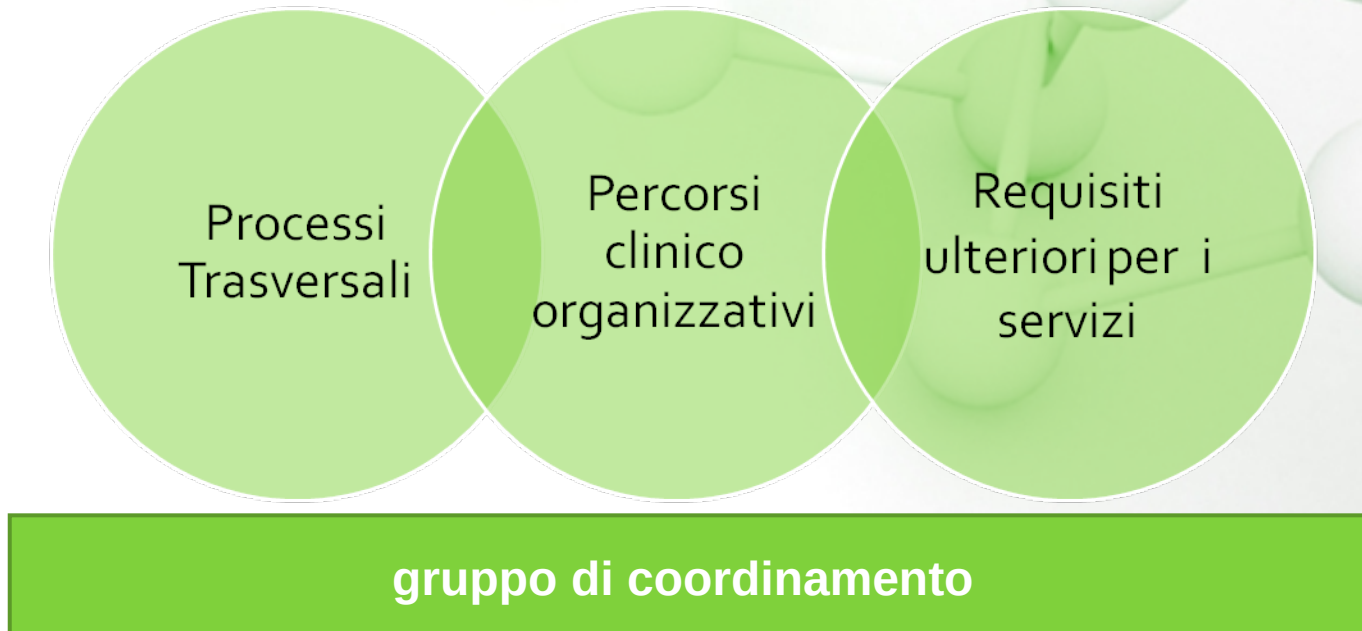 Processi
Trasversali
Percorsi
clinico
organizzativi
Requisiti
ulteriori per i
servizi
gruppo di coordinamento